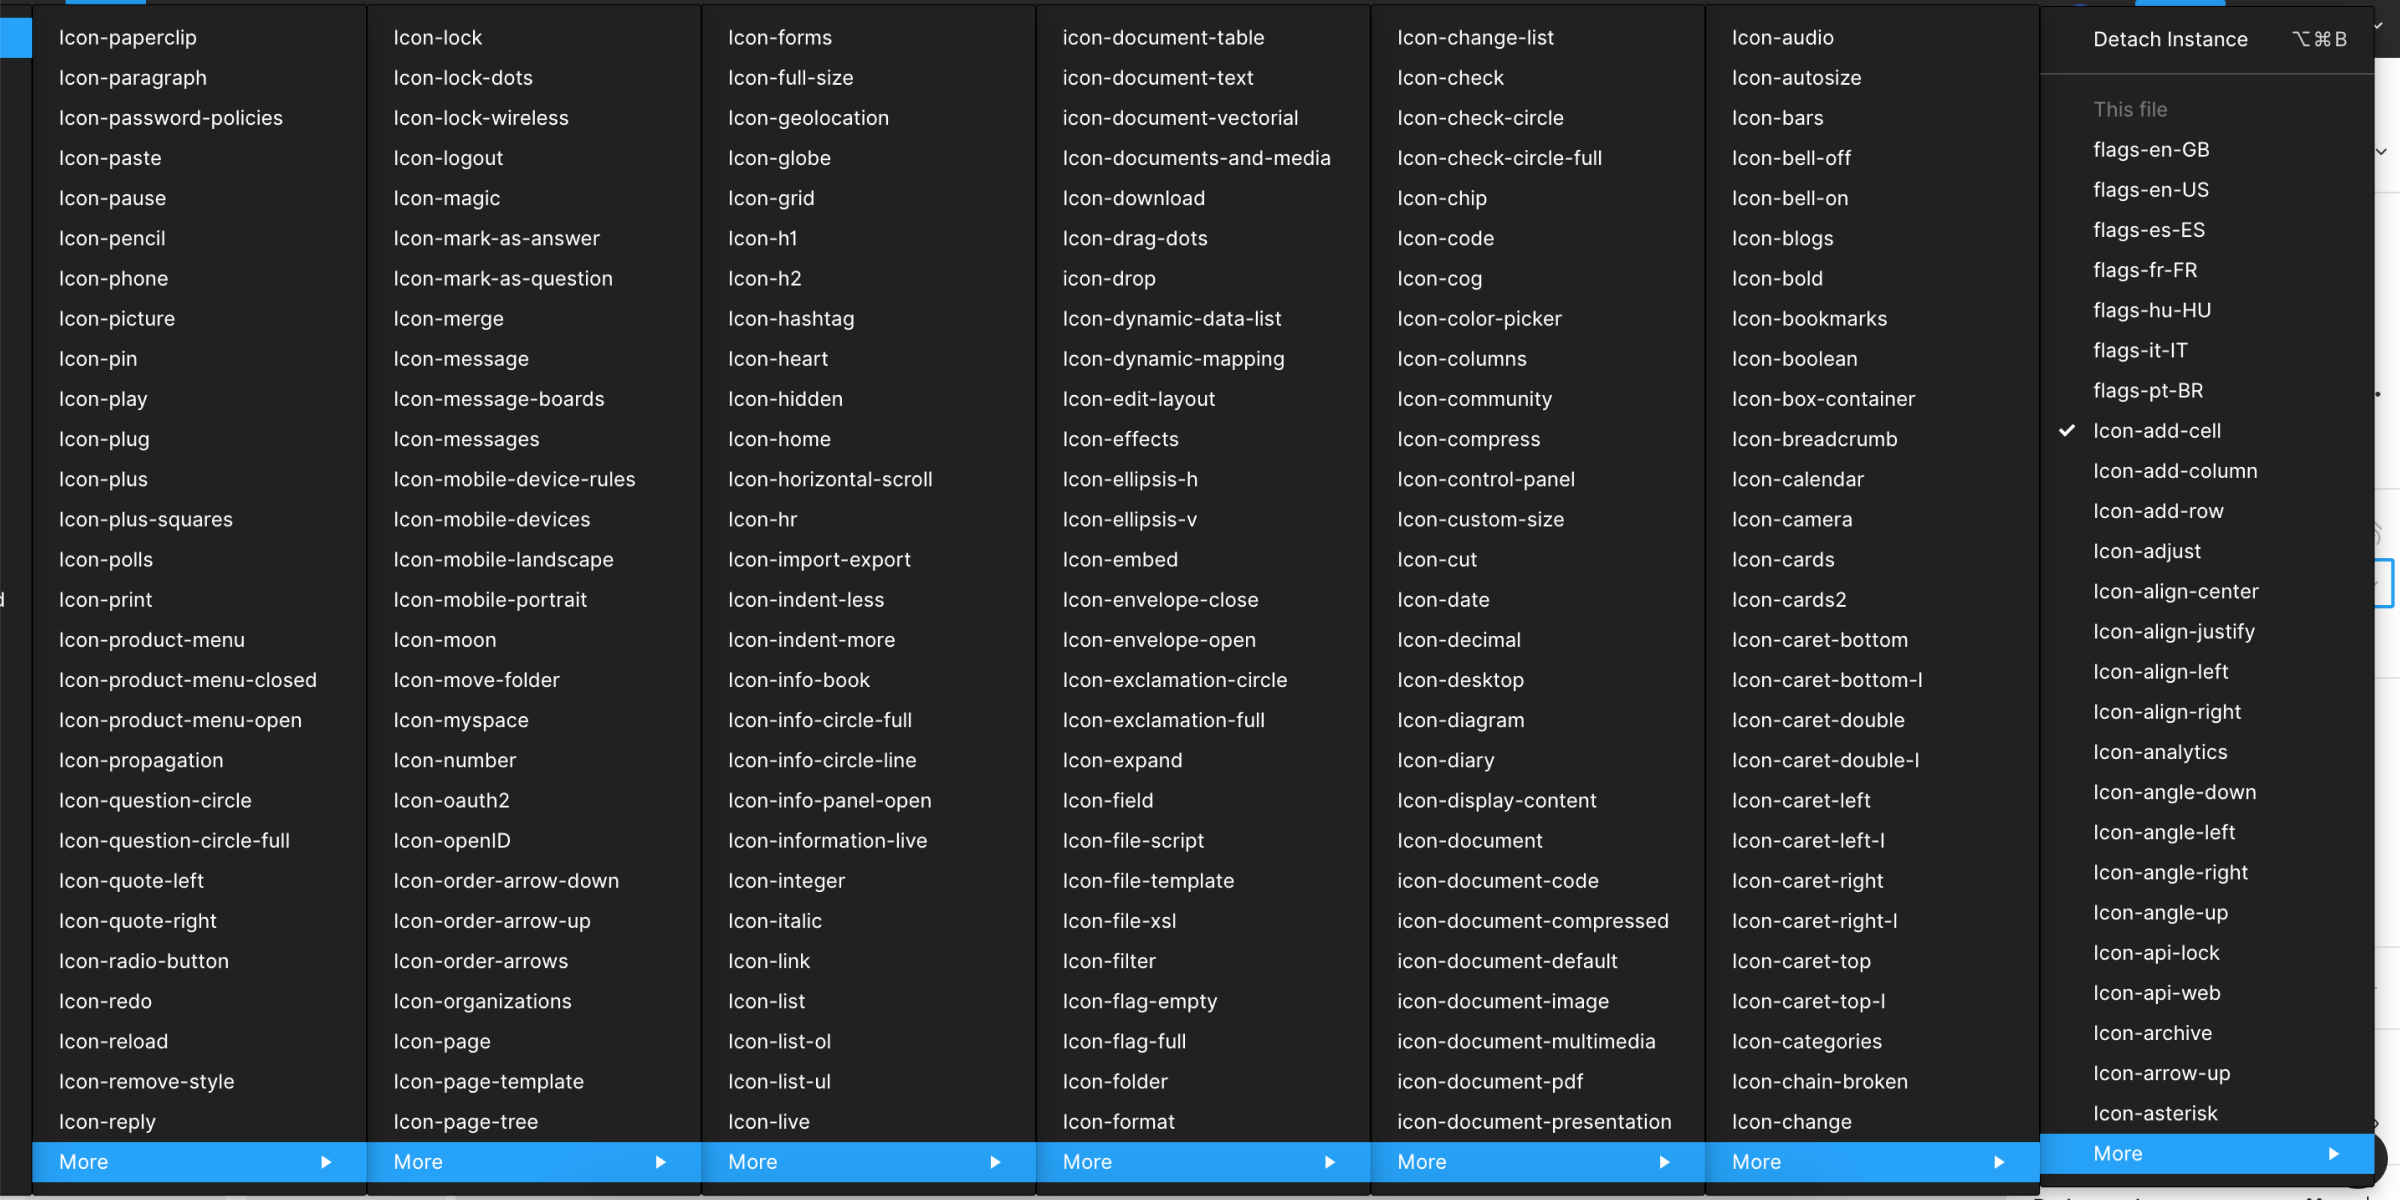 Icon-paperclip
Icon-paragraph
Icon-password-policies
Icon-paste
Icon-pause
Icon-pencil
Icon-phone
Icon-picture
Icon-pin
Icon-play
Icon-plug
Icon-plus
Icon-plus-squares
Icon-polls
Icon-print
Icon-product-menu
Icon-product-menu-closed
Icon-product-menu-open
Icon-propagation
Icon-question-circle
Icon-question-circle-full
Icon-quote-left
Icon-quote-right
Icon-radio-button
Icon-redo
Icon-reload
Icon-remove-style
Icon-reply
More
Icon-lock
Icon-lock-dots
Icon-lock-wireless
Icon-logout
Icon-magic
Icon-mark-as-answer
Icon-mark-as-question
Icon-merge
Icon-message
Icon-message-boards
Icon-messages
Icon-mobile-device-rules
Icon-mobile-devices
Icon-mobile-landscape
Icon-mobile-portrait
Icon-moon
Icon-move-folder
Icon-myspace
Icon-number
Icon-oauth2
Icon-openID
Icon-order-arrow-down
Icon-order-arrow-up
Icon-order-arrows
Icon-organizations
Icon-page
Icon-page-template
Icon-page-tree
More
Icon-forms
Icon-full-size
Icon-geolocation
Icon-globe
Icon-grid
Icon-h1
Icon-h2
Icon-hashtag
Icon-heart
Icon-hidden
Icon-home
Icon-horizontal-scroll
Icon-hr
Icon-import-export
Icon-indent-less
Icon-indent-more
Icon-info-book
Icon-info-circle-full
Icon-info-circle-line
Icon-info-panel-open
Icon-information-live
Icon-integer
Icon-italic
Icon-link
Icon-list
Icon-list-ol
Icon-list-ul
Icon-live
More
icon-document-table
icon-document-text
icon-document-vectorial
Icon-documents-and-media
Icon-download
Icon-drag-dots
icon-drop
Icon-dynamic-data-list
Icon-dynamic-mapping
Icon-edit-layout
Icon-effects
Icon-ellipsis-h
Icon-ellipsis-v
Icon-embed
Icon-envelope-close
Icon-envelope-open
Icon-exclamation-circle
Icon-exclamation-full
Icon-expand
Icon-field
Icon-file-script
Icon-file-template
Icon-file-xsl
Icon-filter
Icon-flag-empty
Icon-flag-full
Icon-folder
Icon-format
More
Icon-change-list
Icon-check
Icon-check-circle
Icon-check-circle-full
Icon-chip
Icon-code
Icon-cog
Icon-color-picker
Icon-columns
Icon-community
Icon-compress
Icon-control-panel
Icon-custom-size
Icon-cut
Icon-date
Icon-decimal
Icon-desktop
Icon-diagram
Icon-diary
Icon-display-content
Icon-document
icon-document-code
icon-document-compressed
icon-document-default
icon-document-image
icon-document-multimedia
icon-document-pdf
icon-document-presentation
More
Icon-audio
Icon-autosize
Icon-bars
Icon-bell-off
Icon-bell-on
Icon-blogs
Icon-bold
Icon-bookmarks
Icon-boolean
Icon-box-container
Icon-breadcrumb
Icon-calendar
Icon-camera
Icon-cards
Icon-cards2
Icon-caret-bottom
Icon-caret-bottom-l
Icon-caret-double
Icon-caret-double-l
Icon-caret-left
Icon-caret-left-l
Icon-caret-right
Icon-caret-right-l
Icon-caret-top
Icon-caret-top-l
Icon-categories
Icon-chain-broken
Icon-change
More
Detach Instance ⌥⌘B
This file
flags-en-GB
flags-en-US
flags-es-ES
flags-fr-FR
flags-hu-HU
flags-it-IT
flags-pt-BR
Icon-add-cell
Icon-add-column
Icon-add-row
Icon-adjust
Icon-align-center
Icon-align-justify
Icon-align-left
Icon-align-right
Icon-analytics
Icon-angle-down
Icon-angle-left
Icon-angle-right
Icon-angle-up
Icon-api-lock
Icon-api-web
Icon-archive
Icon-arrow-up
Icon-asterisk
More